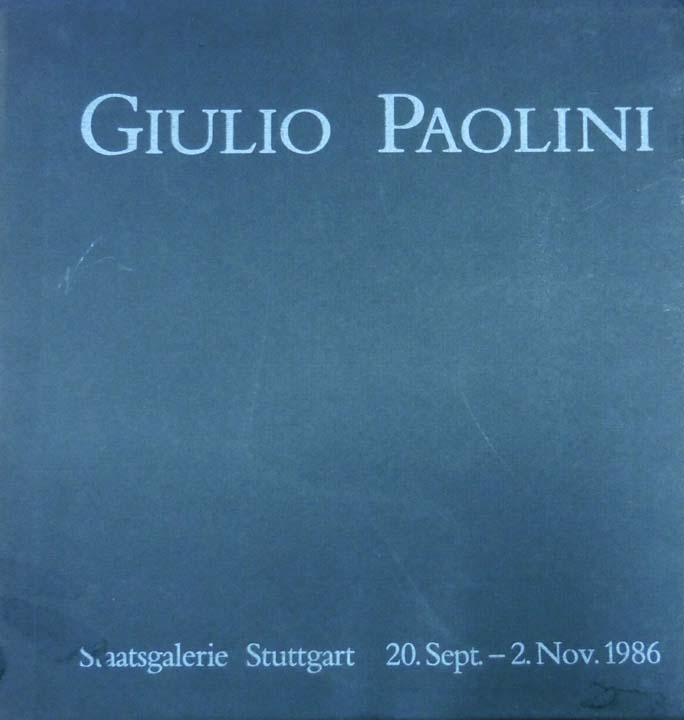 GIULIO PAOLINI
Staatsgalerie Stuttgart 20. Sept. – 2. Nov. 1986